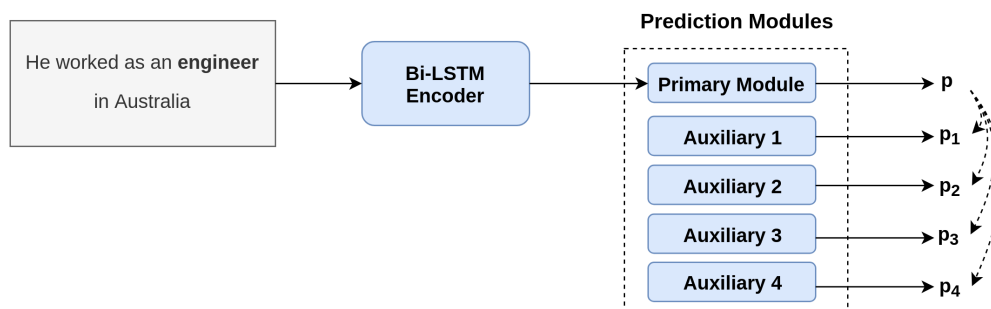 Prediction Modules
He worked as an engineer
in Australia
Bi-LSTM
Encoder
Primary Module
p
Auxiliary 1
p1
Auxiliary 2
p2
Auxiliary 3
p3
Auxiliary 4
p4